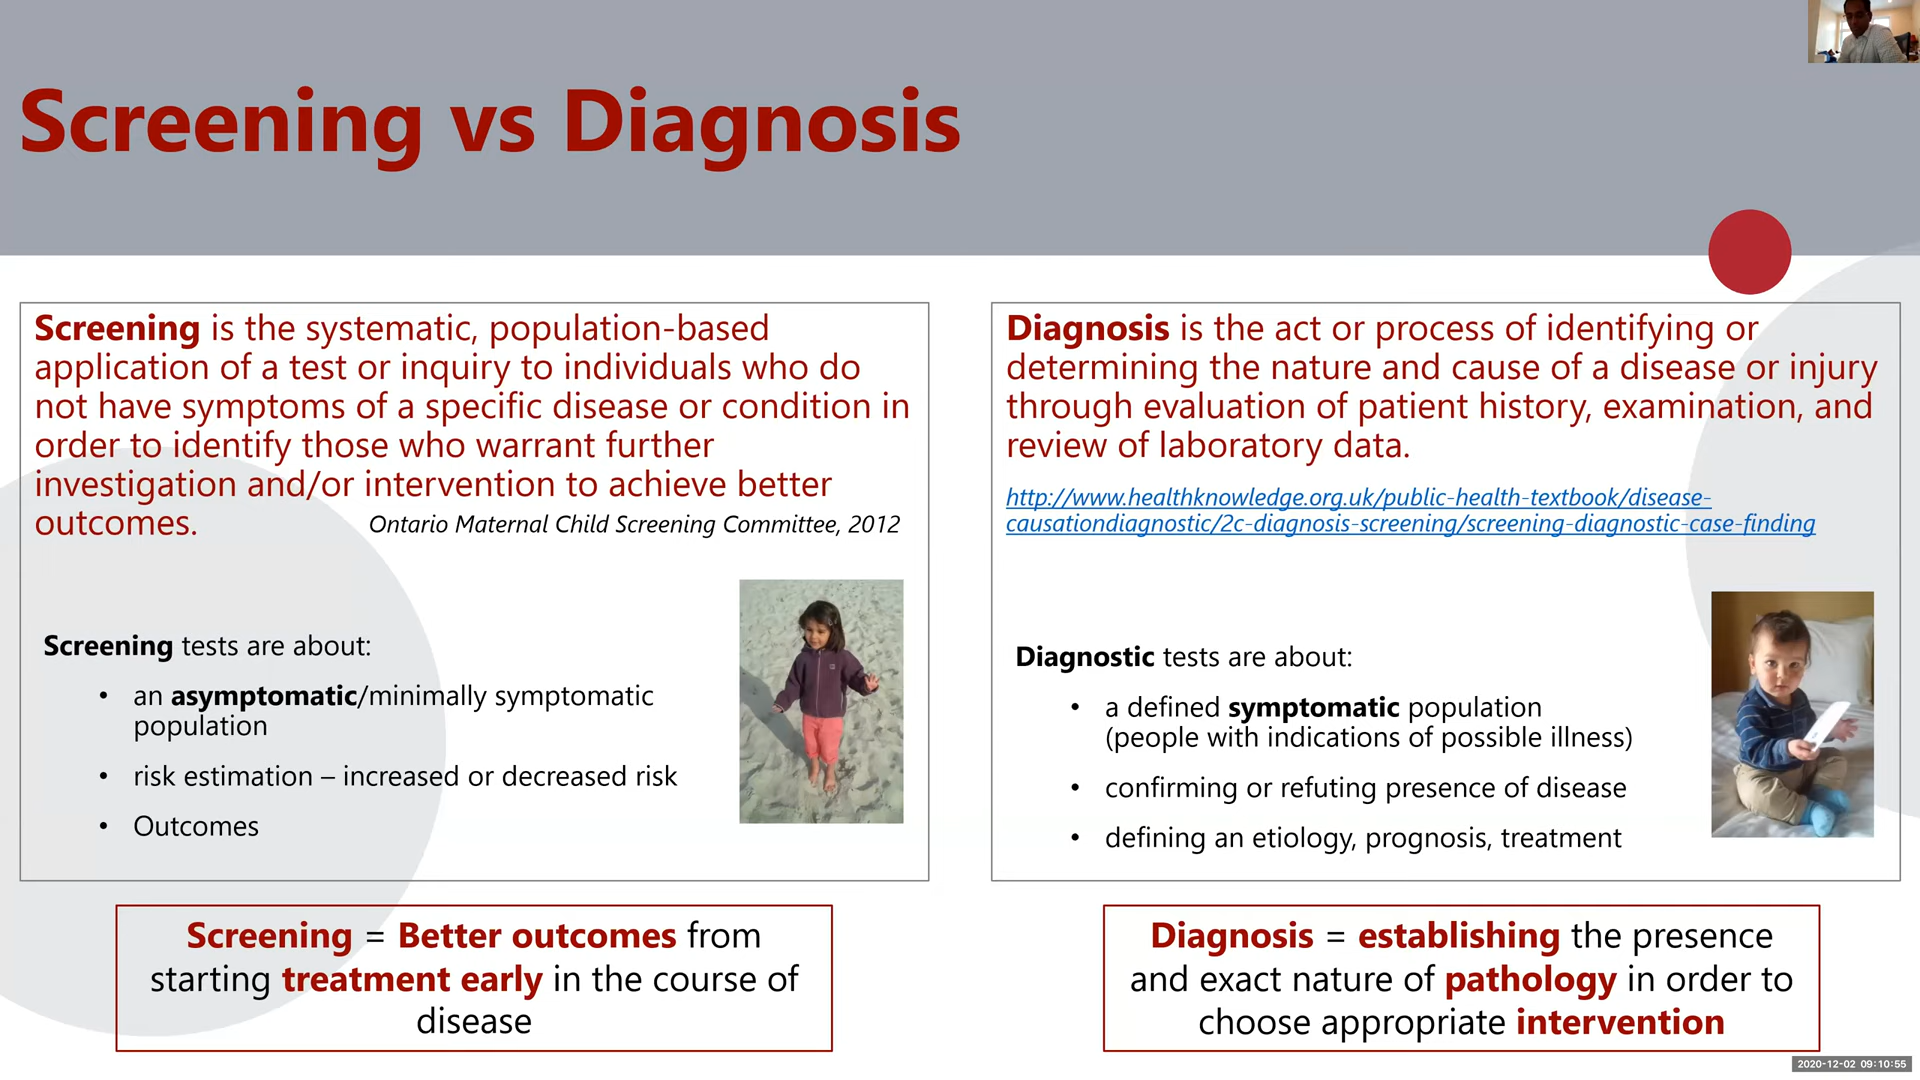 Screening vs Diagnosis
Screening is the systematic, population-based
application of a test or inquiry to individuals who do
not have symptoms of a specific disease or condition in
order to identify those who warrant further
investigation and/or intervention to achieve better
outcomes.
Ontario Maternal Child Screening Committee, 2012
Screening tests are about:
• an asymptomatic/minimally symptomatic
population
• risk estimation – increased or decreased risk
• Outcomes
Screening = Better outcomes from
starting treatment early in the course of
disease
Diagnosis is the act or process of identifying or
determining the nature and cause of a disease or injury
through evaluation of patient history, examination, and
review of laboratory data.
http://www.healthknowledge.org.uk/public-health-textbook/disease-
causationdiagnostic/2c-diagnosis-screening/screening-diagnostic-case-finding
Diagnostic tests are about:
• a defined symptomatic population
(people with indications of possible illness)
• confirming or refuting presence of disease
• defining an etiology, prognosis, treatment
Diagnosis = establishing the presence
and exact nature of pathology in order to
choose appropriate intervention
2020-12-02 09:10:55